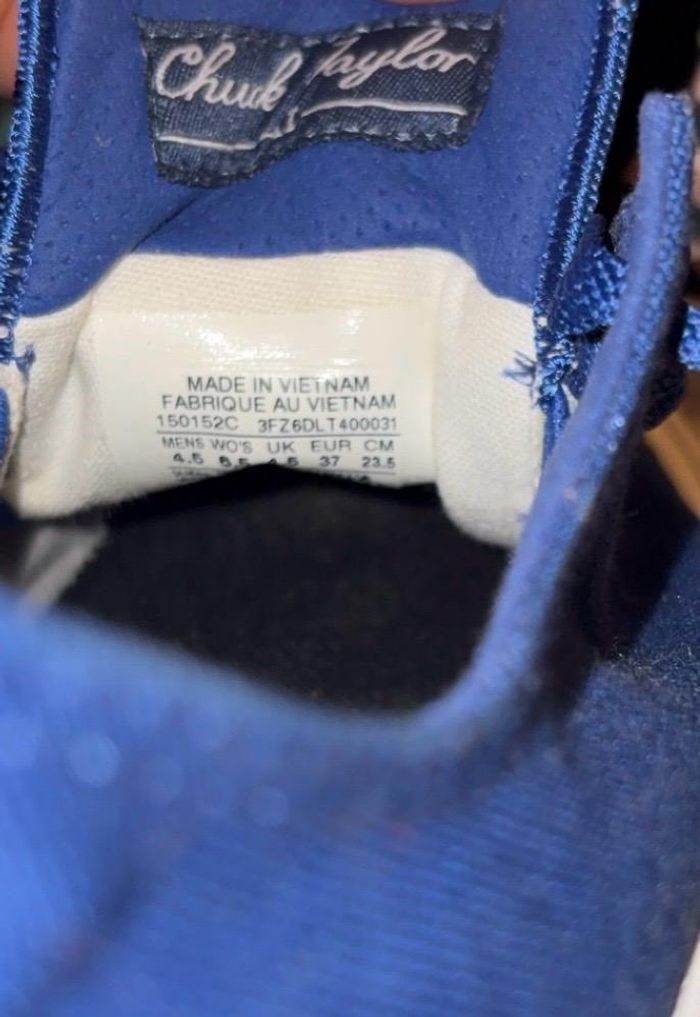 Chuck Taylor
MADE IN VIETNAM
FABRIQUE AU VIETNAM
150152C 3FZ6DLT400031
MENS WO'S UK EUR CM
4.5 6.5 4.5 37 23.5